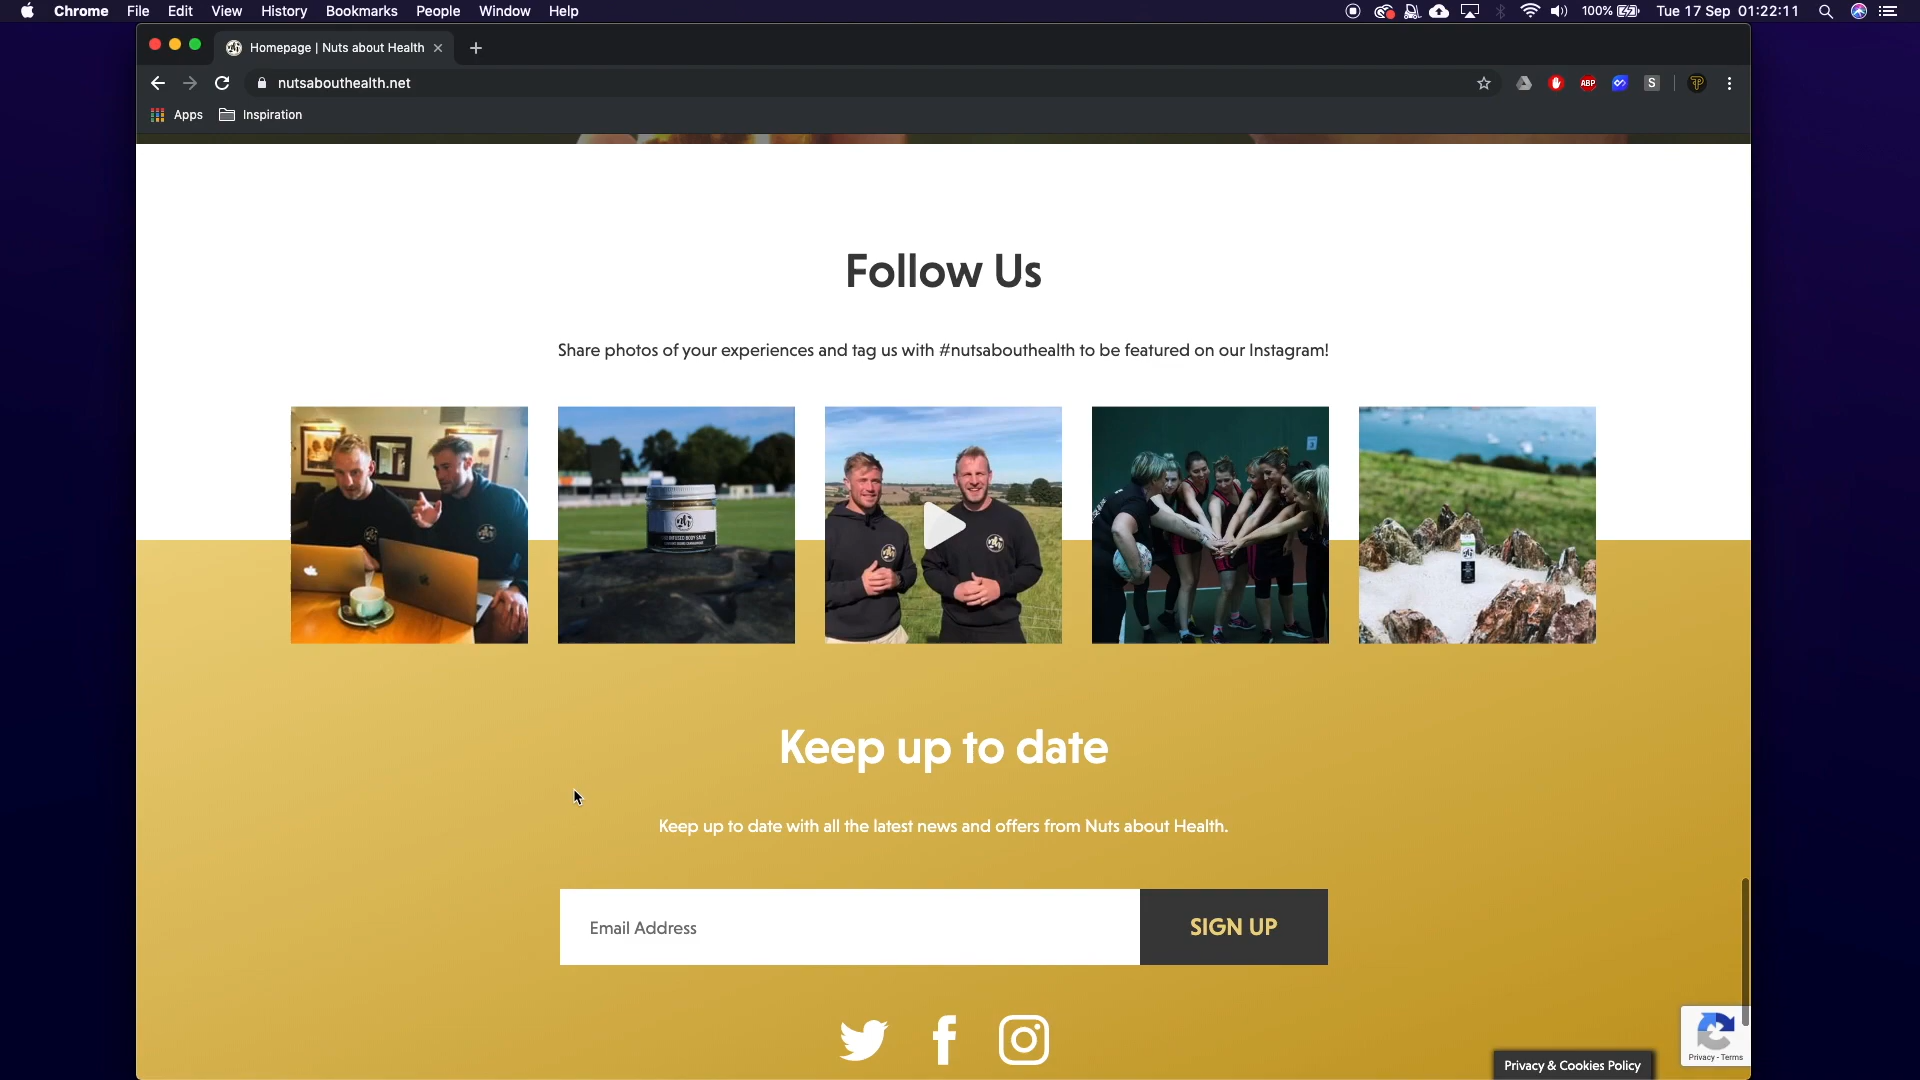 Chrome File Edit View History Bookmarks People Window Help 100% Tue 17 Sep 01:22:11
Homepage | Nuts about Health
nutsabouthealth.net
ABP
S
Apps Inspiration
Follow Us
Share photos of your experiences and tag us with #nutsabouthealth to be featured on our Instagram!
Keep up to date
Keep up to date with all the latest news and offers from Nuts about Health.
Email Address
SIGN UP
Privacy - Terms
Privacy & Cookies Policy